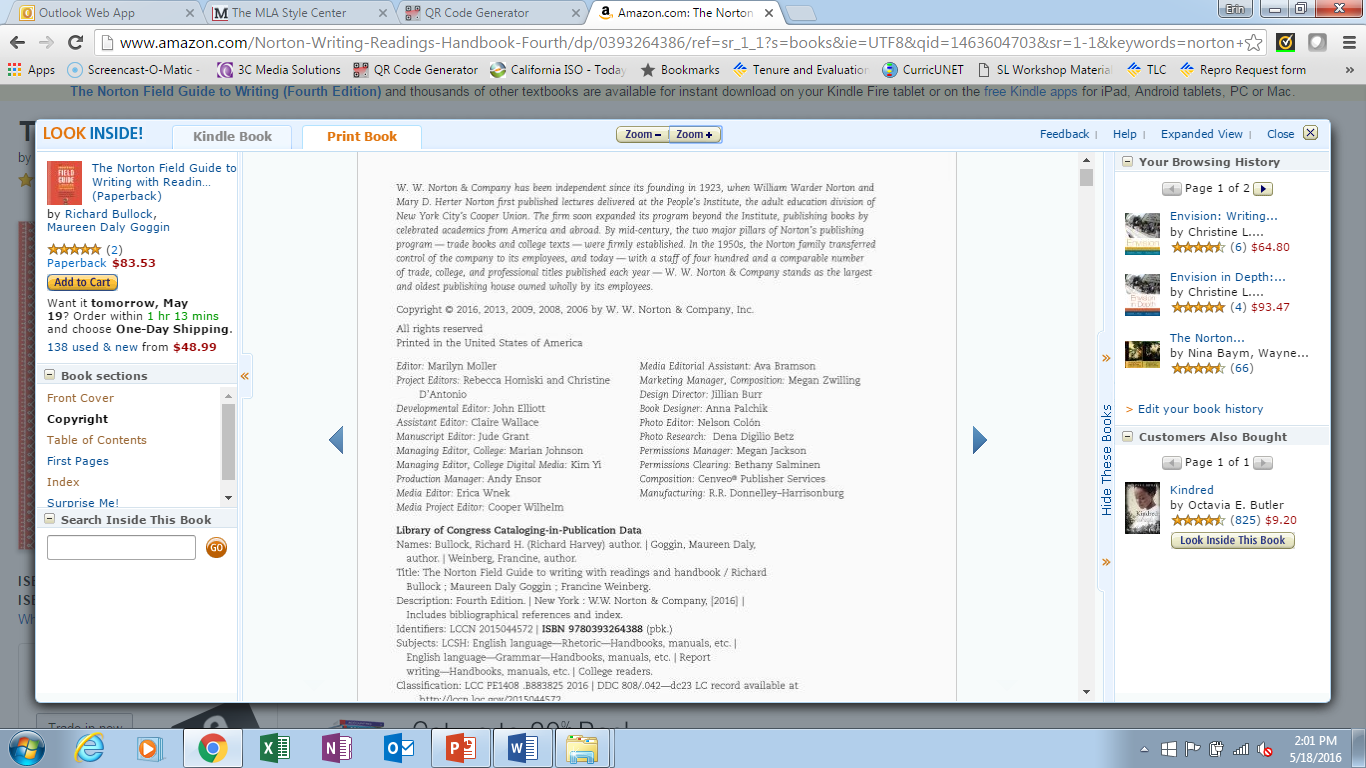 Outlook Web App
The MLA Style Center
QR Code Generator
Amazon.com: The Norton
Erin
www.amazon.com/Norton-Writing-Readings-Handbook-Fourth/dp/0393264386/ref=sr_1_1?s=books&ie=UTF8&qid=1463604703&sr=1-1&keywords=norton+
Apps
Screencast-O-Matic -
3C Media Solutions
QR Code Generator
California ISO - Today
Bookmarks
Tenure and Evaluation
CurricUNET
SL Workshop Material
TLC
Repro Request form
»
The Norton Field Guide to Writing (Fourth Edition) and thousands of other textbooks are available for instant download on your Kindle Fire tablet or on the free Kindle apps for iPad, Android tablets, PC or Mac.
LOOK INSIDE!
Kindle Book
Print Book
Zoom –
Zoom +
Feedback |
Help |
Expanded View |
Close
The Norton Field Guide to
Writing with Readin...
(Paperback)
by Richard Bullock,
Maureen Daly Goggin
(2)
Paperback $83.53
Add to Cart
Want it tomorrow, May
19? Order within 1 hr 13 mins
and choose One-Day Shipping.
138 used & new from $48.99
Book sections
Front Cover
Copyright
Table of Contents
First Pages
Index
Surprise Me!
Search Inside This Book
GO
W. W. Norton & Company has been independent since its founding in 1923, when William Warder Norton and
Mary D. Herter Norton first published lectures delivered at the People's Institute, the adult education division of
New York City's Cooper Union. The firm soon expanded its program beyond the Institute, publishing books by
celebrated academics from America and abroad. By mid-century, the two major pillars of Norton's publishing
program — trade books and college texts — were firmly established. In the 1950s, the Norton family transferred
control of the company to its employees, and today — with a staff of four hundred and a comparable number
of trade, college, and professional titles published each year — W. W. Norton & Company stands as the largest
and oldest publishing house owned wholly by its employees.
Copyright © 2016, 2013, 2009, 2008, 2006 by W. W. Norton & Company, Inc.
All rights reserved
Printed in the United States of America
Editor: Marilyn Moller
Project Editors: Rebecca Homiski and Christine
D'Antonio
Developmental Editor: John Elliott
Assistant Editor: Claire Wallace
Manuscript Editor: Jude Grant
Managing Editor, College: Marian Johnson
Managing Editor, College Digital Media: Kim Yi
Production Manager: Andy Ensor
Media Editor: Erica Wnek
Media Project Editor: Cooper Wilhelm
Media Editorial Assistant: Ava Bramson
Marketing Manager, Composition: Megan Zwilling
Design Director: Jillian Burr
Book Designer: Anna Palchik
Photo Editor: Nelson Colón
Photo Research: Dena Digilio Betz
Permissions Manager: Megan Jackson
Permissions Clearing: Bethany Salminen
Composition: Cenveo® Publisher Services
Manufacturing: R.R. Donnelley–Harrisonburg
Library of Congress Cataloging-in-Publication Data
Names: Bullock, Richard H. (Richard Harvey) author. | Goggin, Maureen Daly,
author. | Weinberg, Francine, author.
Title: The Norton Field Guide to writing with readings and handbook / Richard
Bullock ; Maureen Daly Goggin ; Francine Weinberg.
Description: Fourth Edition. | New York : W.W. Norton & Company, [2016] |
Includes bibliographical references and index.
Identifiers: LCCN 2015044572 | ISBN 9780393264388 (pbk.)
Subjects: LCSH: English language—Rhetoric—Handbooks, manuals, etc. |
English language—Grammar—Handbooks, manuals, etc. | Report
writing—Handbooks, manuals, etc. | College readers.
Classification: LCC PE1408 .B883825 2016 | DDC 808/.042—dc23 LC record available at
http://lccn.loc.gov/2015044572
Hide These Books
Your Browsing History
Page 1 of 2
Envision: Writing...
by Christine L....
(6) $64.80
Envision in Depth:...
by Christine L....
(4) $93.47
The Norton...
by Nina Baym, Wayne...
(66)
> Edit your book history
Customers Also Bought
Page 1 of 1
Kindred
by Octavia E. Butler
(825) $9.20
Look Inside This Book
2:01 PM
5/18/2016